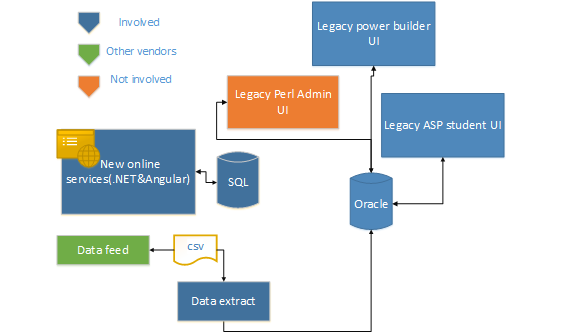 Involved
Other vendors
Not involved
Legacy power builder
UI
Legacy Perl Admin
UI
Legacy ASP student UI
New online
services(.NET&Angular)
SQL
Oracle
Data feed
csv
Data extract